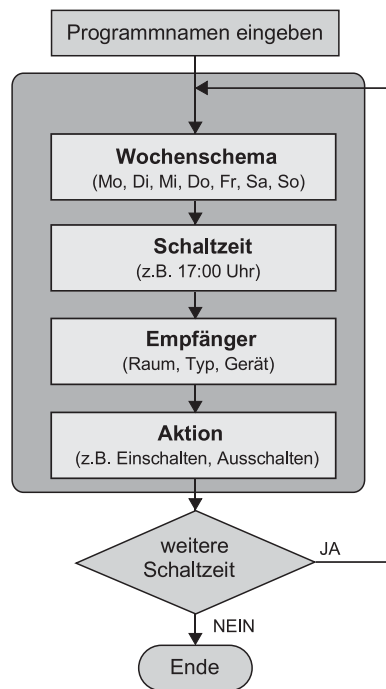 Programmnamen eingeben
Wochenschema
(Mo, Di, Mi, Do, Fr, Sa, So)
Schaltzeit
(z.B. 17:00 Uhr)
Empfänger
(Raum, Typ, Gerät)
Aktion
(z.B. Einschalten, Ausschalten)
weitere
Schaltzeit
JA
NEIN
Ende